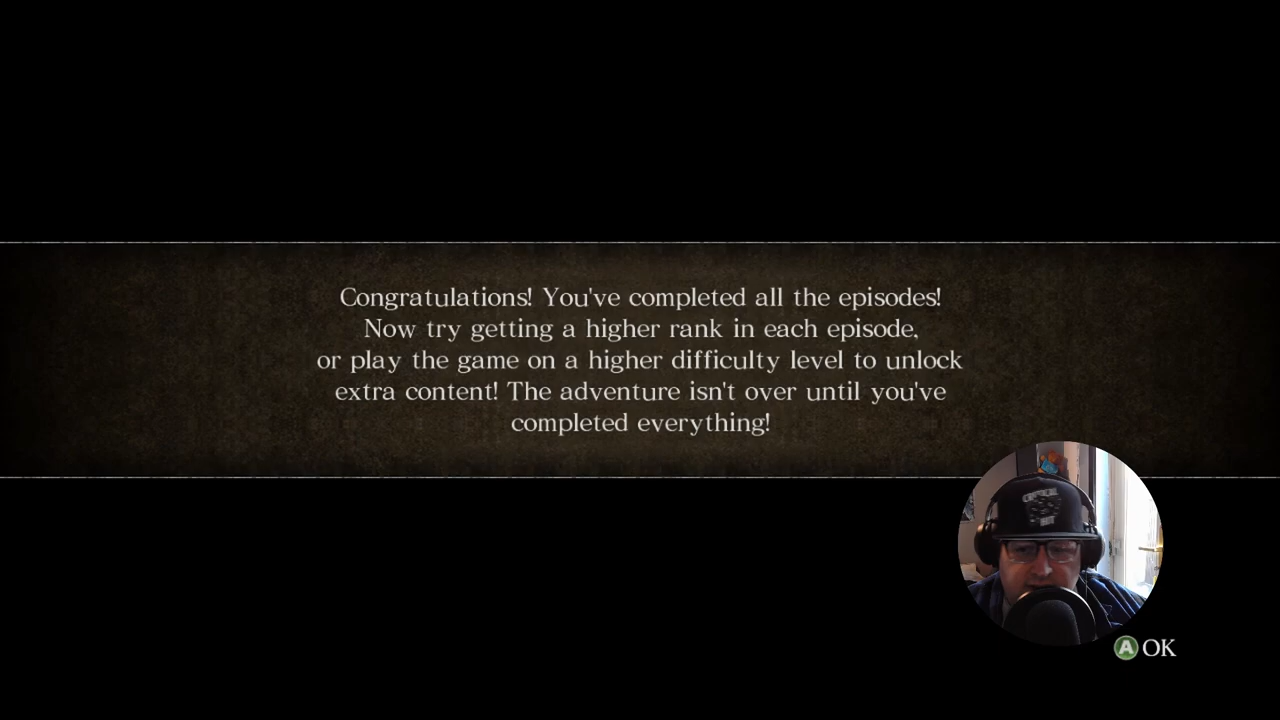 Congratulations! You've completed all the episodes!
Now try getting a higher rank in each episode,
or play the game on a higher difficulty level to unlock
extra content! The adventure isn't over until you've
completed everything!
A OK